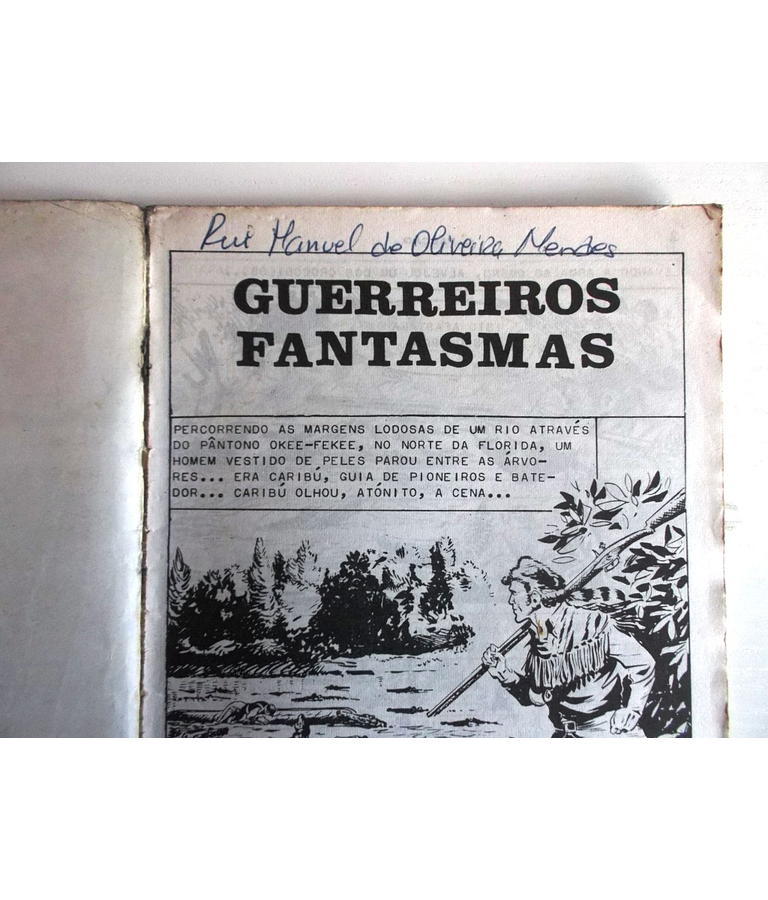 Rui Manuel de Oliveira Mendes
GUERREIROS
FANTASMAS
PERCORRENDO AS MARGENS LODOSAS DE UM RIO ATRAVÉS
DO PÂNTONO OKEE-FEKEE, NO NORTE DA FLORIDA, UM
HOMEM VESTIDO DE PELES PAROU ENTRE AS ÁRVO-
RES... ERA CARIBÚ, GUIA DE PIONEIROS E BATE-
DOR... CARIBÚ OLHOU, ATÓNITO, A CENA...